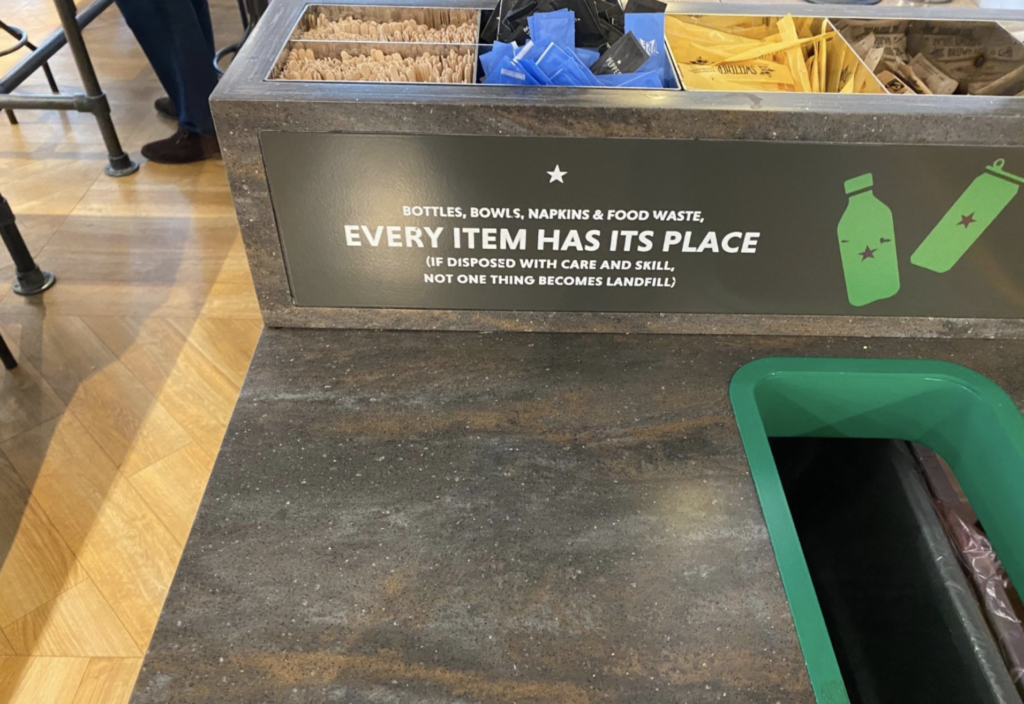 BOTTLES, BOWLS, NAPKINS & FOOD WASTE,
EVERY ITEM HAS ITS PLACE
(IF DISPOSED WITH CARE AND SKILL,
NOT ONE THING BECOMES LANDFILL)